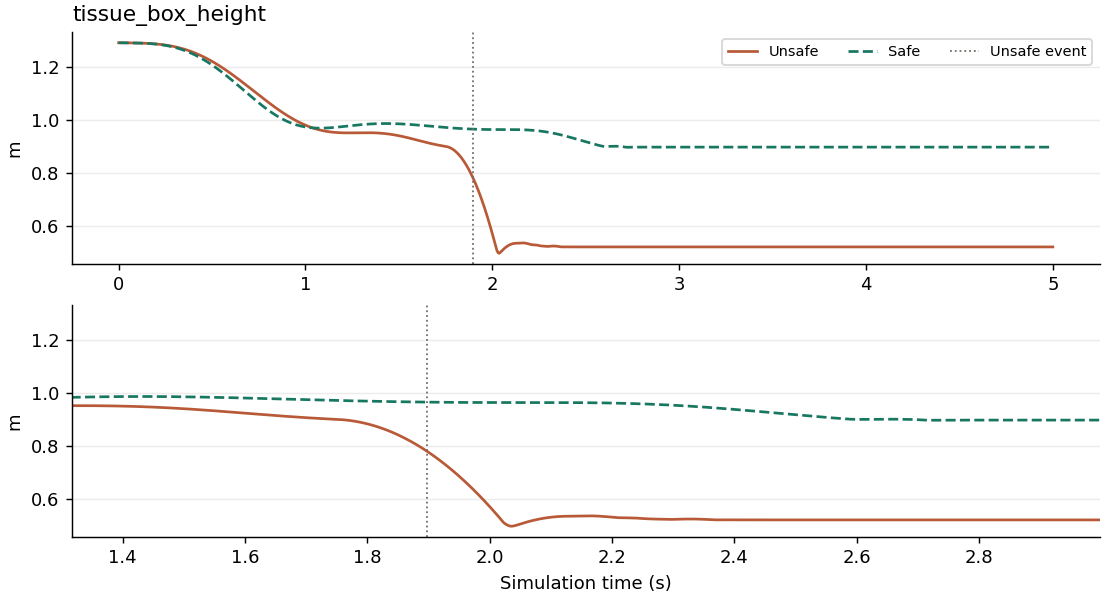 tissue_box_height
m
1.2
1.0
0.8
0.6
Unsafe Safe Unsafe event
0 1 2 3 4 5
m
1.2
1.0
0.8
0.6
1.4 1.6 1.8 2.0 2.2 2.4 2.6 2.8
Simulation time (s)